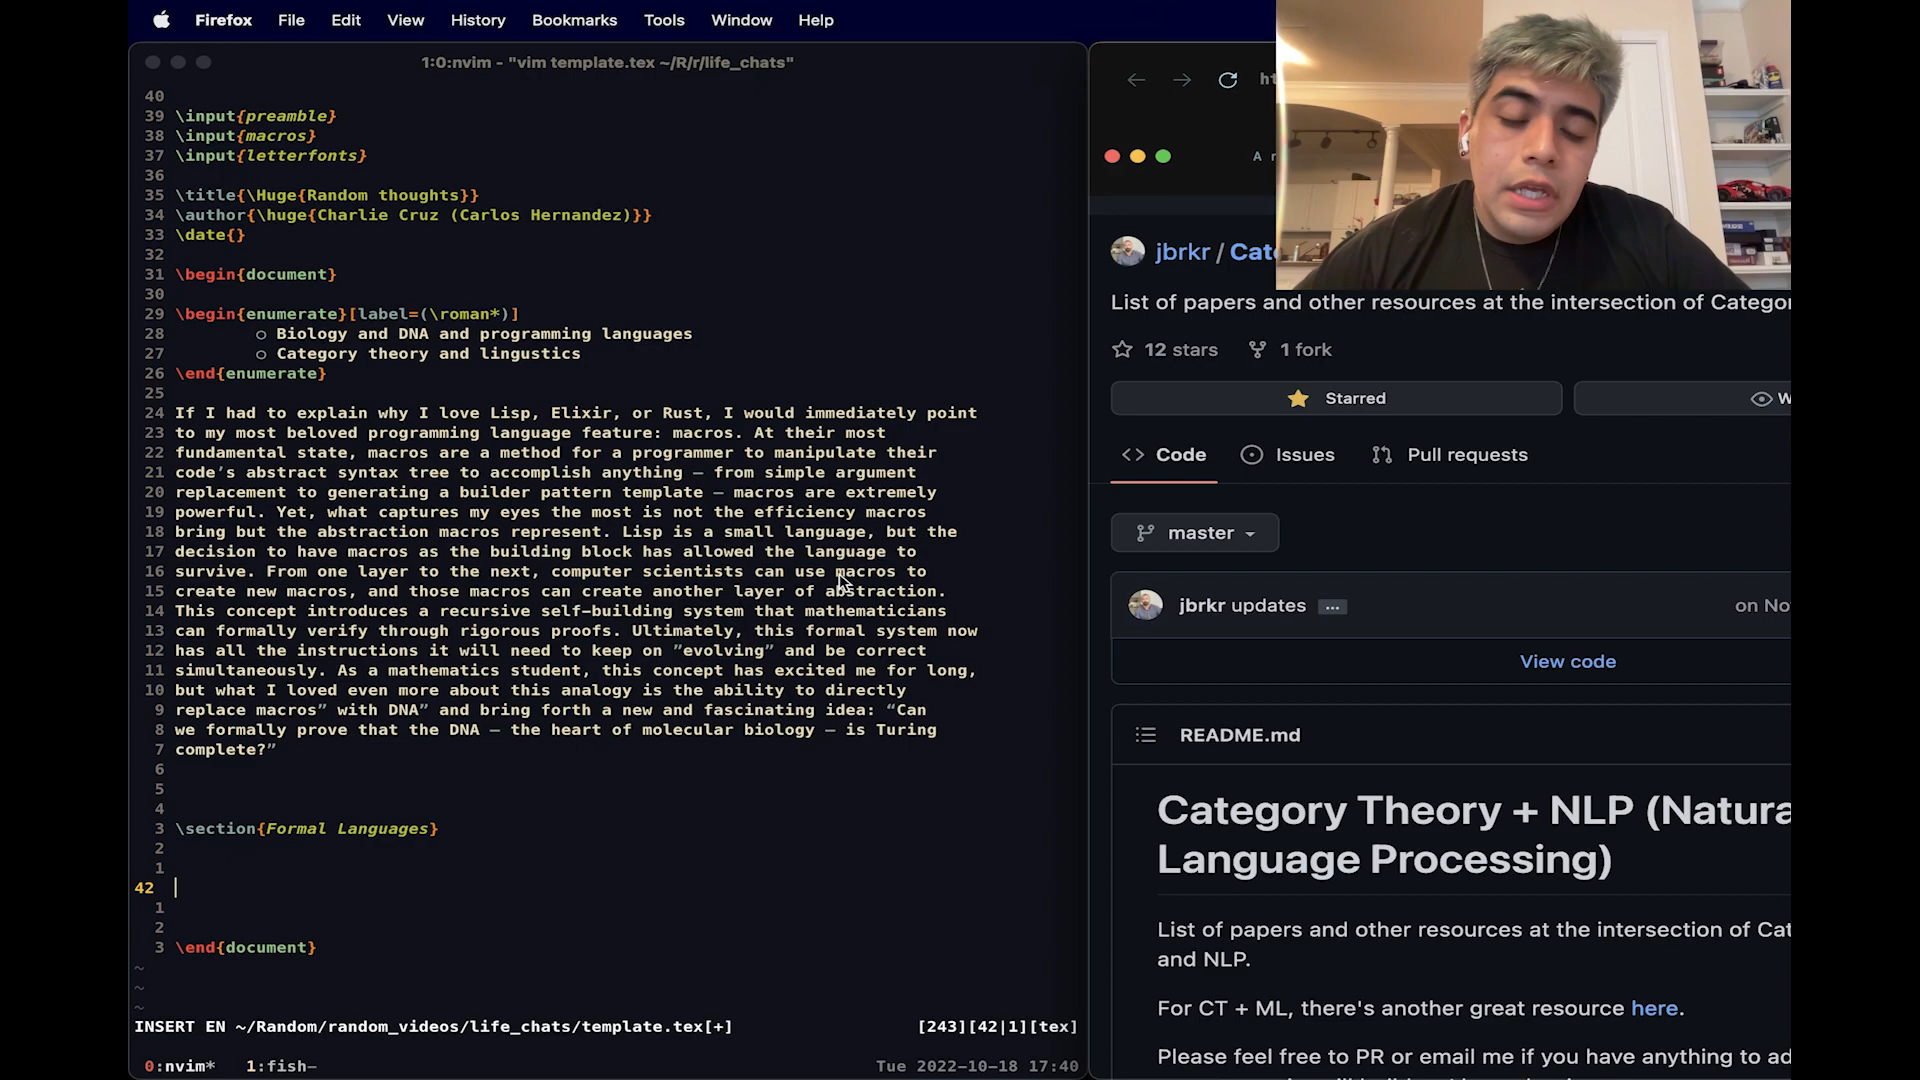 Firefox File Edit View History Bookmarks Tools Window Help
1:0:nvim - "vim template.tex ~/R/r/life_chats"
40
39 \input{preamble}
38 \input{macros}
37 \input{letterfonts}
36
35 \title{\Huge{Random thoughts}}
34 \author{\huge{Charlie Cruz (Carlos Hernandez)}}
33 \date{}
32
31 \begin{document}
30
29 \begin{enumerate}[label=(\roman*)]
28 ○ Biology and DNA and programming languages
27 ○ Category theory and lingustics
26 \end{enumerate}
25
24 If I had to explain why I love Lisp, Elixir, or Rust, I would immediately point
23 to my most beloved programming language feature: macros. At their most
22 fundamental state, macros are a method for a programmer to manipulate their
21 code’s abstract syntax tree to accomplish anything — from simple argument
20 replacement to generating a builder pattern template — macros are extremely
19 powerful. Yet, what captures my eyes the most is not the efficiency macros
18 bring but the abstraction macros represent. Lisp is a small language, but the
17 decision to have macros as the building block has allowed the language to
16 survive. From one layer to the next, computer scientists can use macros to
15 create new macros, and those macros can create another layer of abstraction.
14 This concept introduces a recursive self-building system that mathematicians
13 can formally verify through rigorous proofs. Ultimately, this formal system now
12 has all the instructions it will need to keep on ”evolving” and be correct
11 simultaneously. As a mathematics student, this concept has excited me for long,
10 but what I loved even more about this analogy is the ability to directly
9 replace macros” with DNA” and bring forth a new and fascinating idea: “Can
8 we formally prove that the DNA — the heart of molecular biology — is Turing
7 complete?”
6
5
4
3 \section{Formal Languages}
2
1
42
1
2
3 \end{document}
~
~
~
INSERT EN ~/Random/random_videos/life_chats/template.tex[+] [243][42|1][tex]
0:nvim* 1:fish- Tue 2022-10-18 17:40
ht
A r
jbrkr / Cate
List of papers and other resources at the intersection of Categor
12 stars 1 fork
Starred W
Code Issues Pull requests
master
jbrkr updates ... on No
View code
README.md
Category Theory + NLP (Natura
Language Processing)
List of papers and other resources at the intersection of Cat
and NLP.
For CT + ML, there's another great resource here.
Please feel free to PR or email me if you have anything to ad